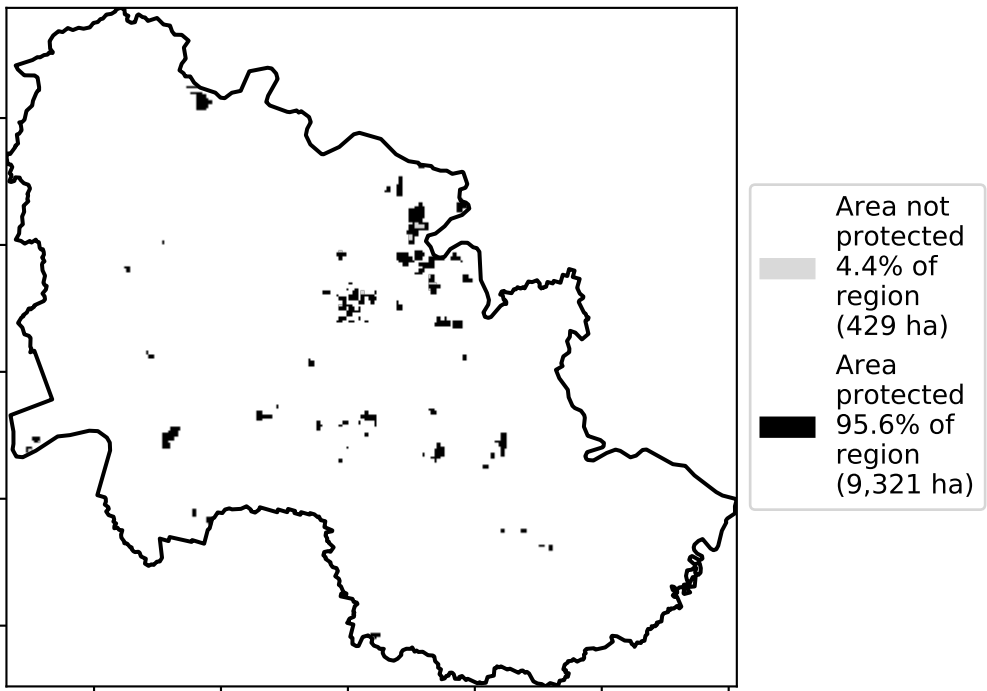 Area not
protected
4.4% of
region
(429 ha)
Area
protected
95.6% of
region
(9,321 ha)